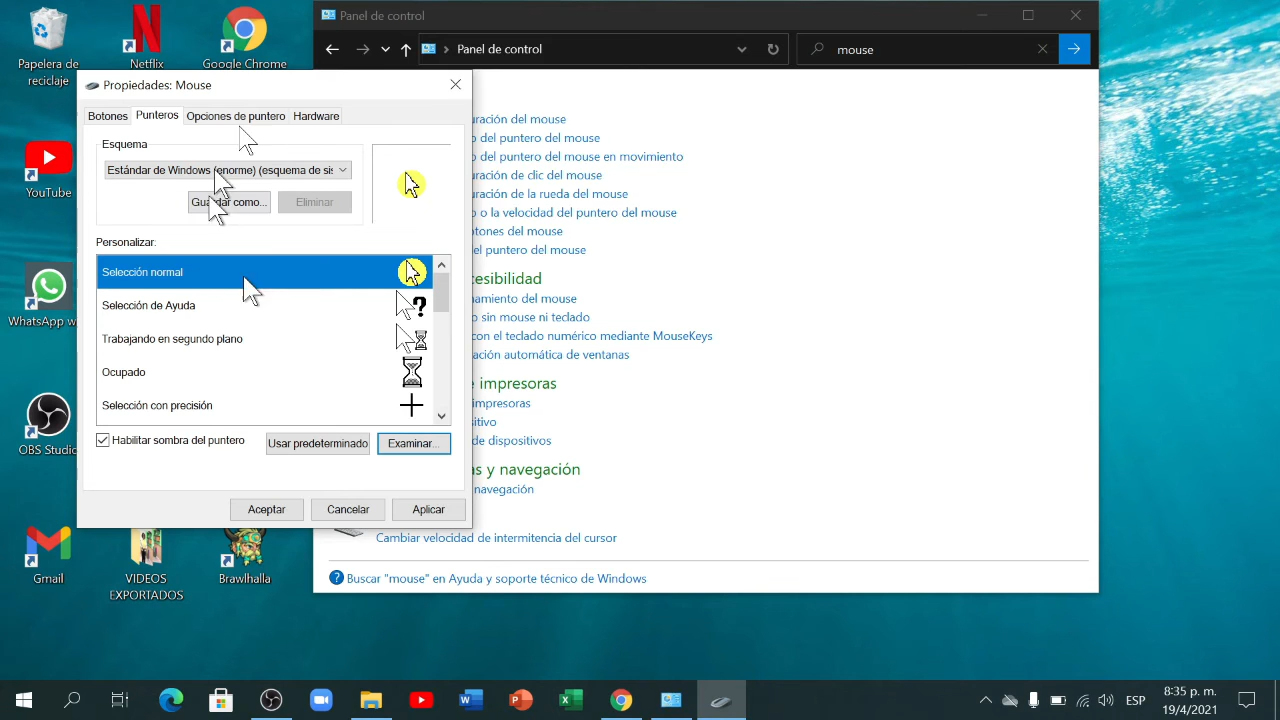 Papelera de
reciclaje
Netflix
Google Chrome
YouTube
WhatsApp w
OBS Studio
Gmail
VIDEOS
EXPORTADOS
Brawlhalla
Panel de control
Panel de control
mouse
Propiedades: Mouse
Botones
Punteros
Opciones de puntero
Hardware
Esquema
Estándar de Windows (enorme) (esquema de sis
Guardar como...
Eliminar
Personalizar:
Selección normal
Selección de Ayuda
Trabajando en segundo plano
Ocupado
Selección con precisión
Habilitar sombra del puntero
Usar predeterminado
Examinar...
Aceptar
Cancelar
Aplicar
uración del mouse
o del puntero del mouse
o del puntero del mouse en movimiento
uración de clic del mouse
uración de la rueda del mouse
o o la velocidad del puntero del mouse
otones del mouse
el puntero del mouse
cesibilidad
namiento del mouse
o sin mouse ni teclado
con el teclado numérico mediante MouseKeys
ación automática de ventanas
e impresoras
impresoras
sitivo
de dispositivos
as y navegación
navegación
Cambiar velocidad de intermitencia del cursor
Buscar "mouse" en Ayuda y soporte técnico de Windows
ESP
8:35 p. m.
19/4/2021